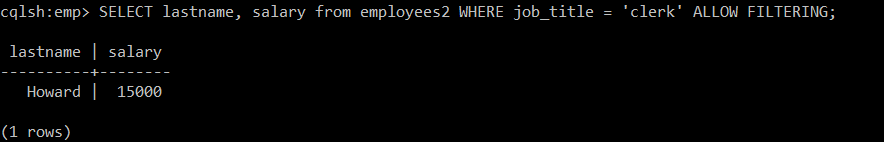 cqlsh:emp> SELECT lastname, salary from employees2 WHERE job_title = 'clerk' ALLOW FILTERING;
lastname | salary
----------+--------
Howard | 15000
(1 rows)